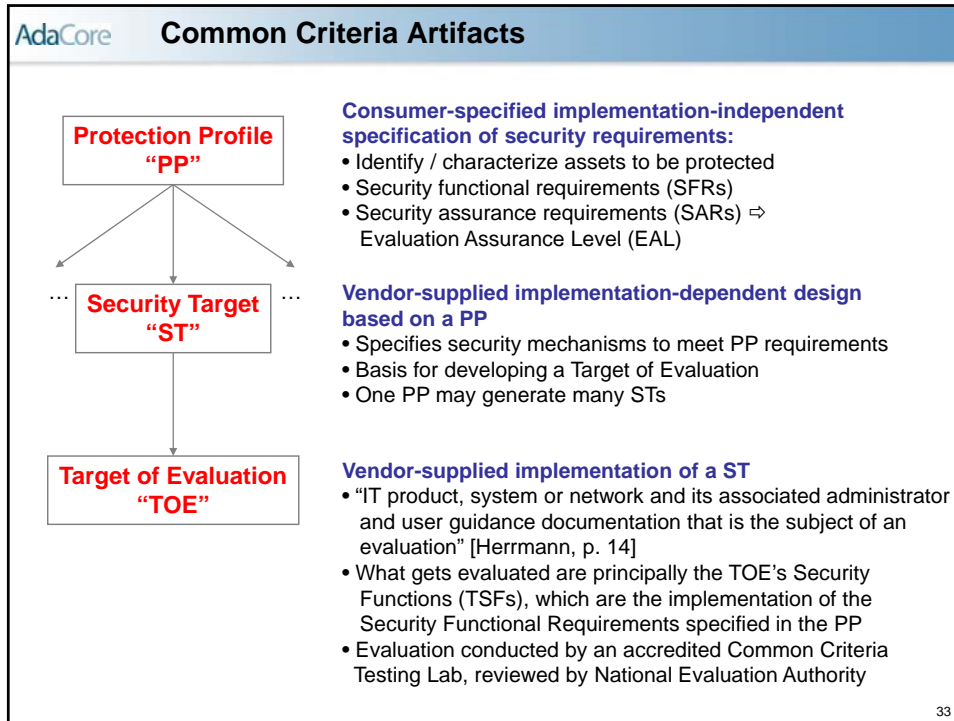 AdaCore
Common Criteria Artifacts
Protection Profile
“PP”
Consumer-specified implementation-independent
specification of security requirements:
• Identify / characterize assets to be protected
• Security functional requirements (SFRs)
• Security assurance requirements (SARs) ⇨
Evaluation Assurance Level (EAL)
…
Security Target
“ST”
…
Vendor-supplied implementation-dependent design
based on a PP
• Specifies security mechanisms to meet PP requirements
• Basis for developing a Target of Evaluation
• One PP may generate many STs
Target of Evaluation
“TOE”
Vendor-supplied implementation of a ST
• “IT product, system or network and its associated administrator
and user guidance documentation that is the subject of an
evaluation” [Herrmann, p. 14]
• What gets evaluated are principally the TOE’s Security
Functions (TSFs), which are the implementation of the
Security Functional Requirements specified in the PP
• Evaluation conducted by an accredited Common Criteria
Testing Lab, reviewed by National Evaluation Authority
33